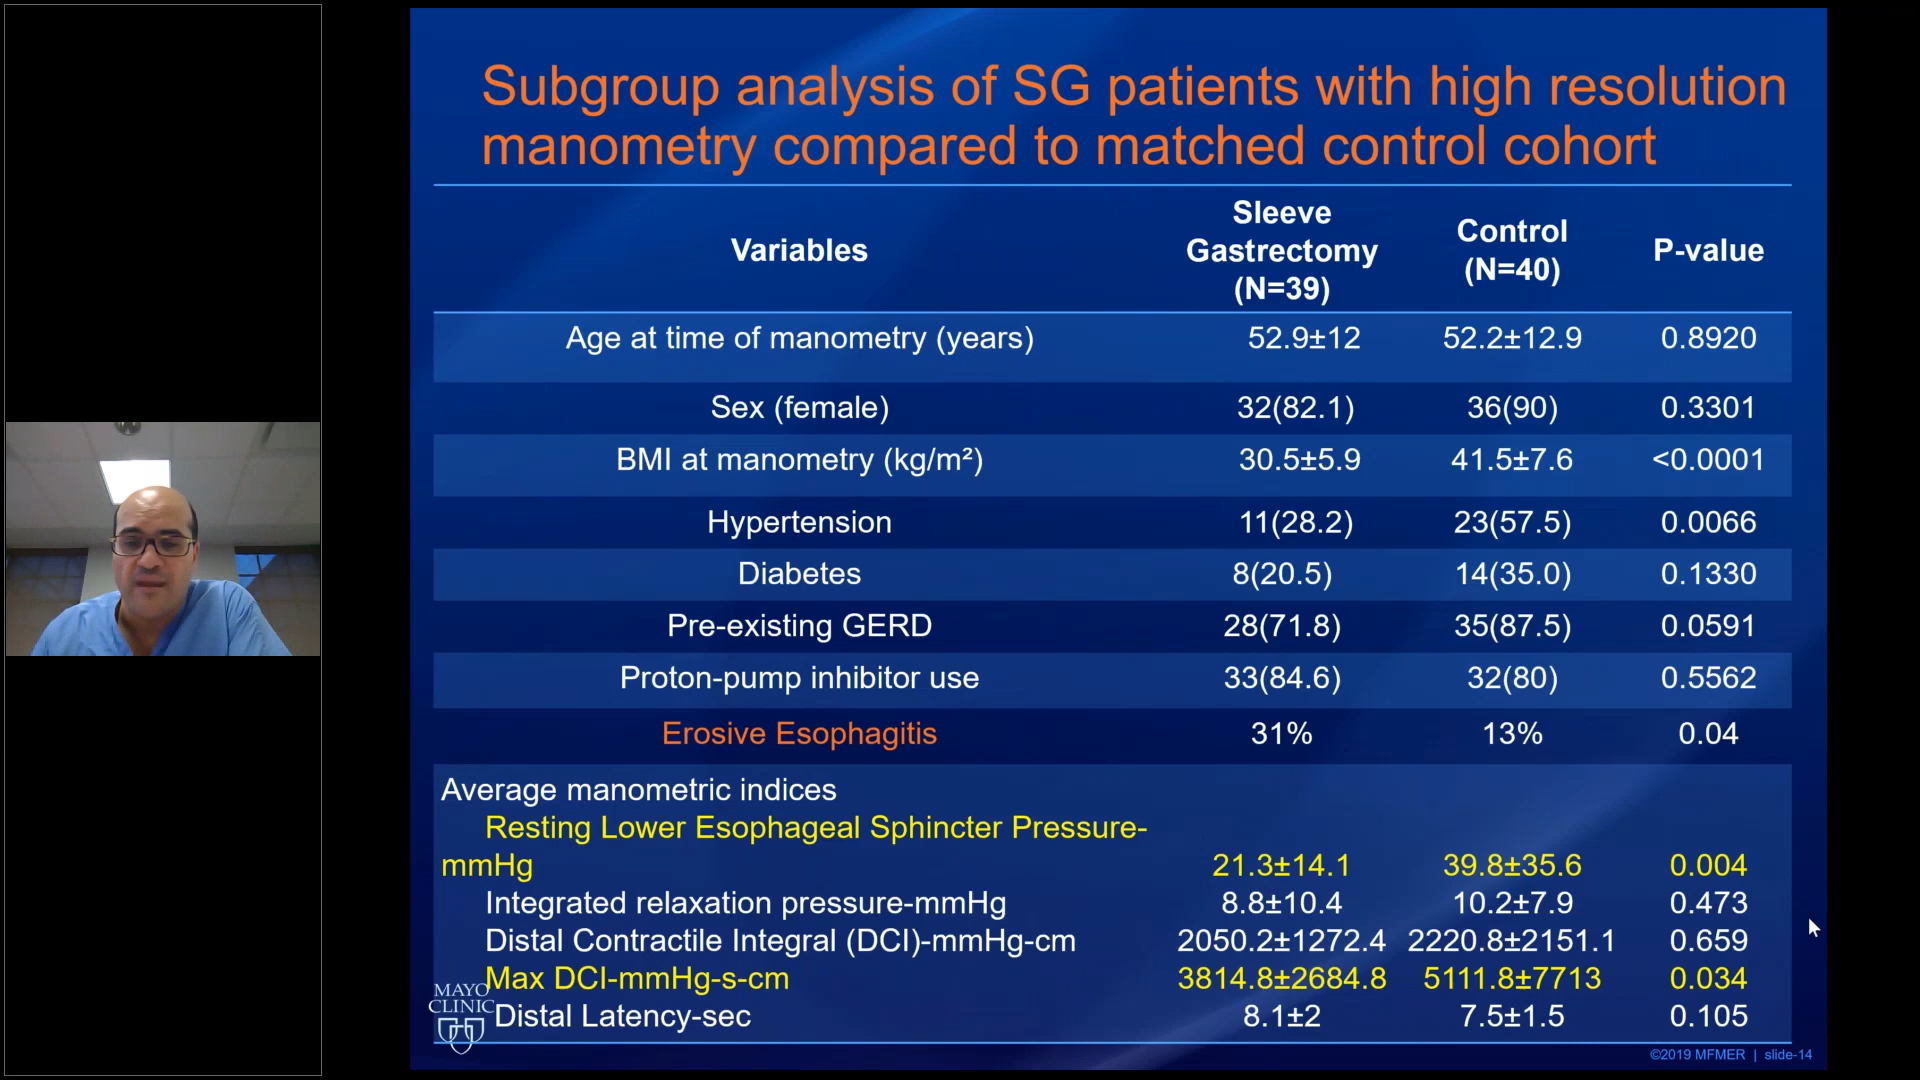 Subgroup analysis of SG patients with high resolution
manometry compared to matched control cohort
Variables Sleeve Gastrectomy (N=39) Control (N=40) P-value
Age at time of manometry (years) 52.9±12 52.2±12.9 0.8920
Sex (female) 32(82.1) 36(90) 0.3301
BMI at manometry (kg/m²) 30.5±5.9 41.5±7.6 <0.0001
Hypertension 11(28.2) 23(57.5) 0.0066
Diabetes 8(20.5) 14(35.0) 0.1330
Pre-existing GERD 28(71.8) 35(87.5) 0.0591
Proton-pump inhibitor use 33(84.6) 32(80) 0.5562
Erosive Esophagitis 31% 13% 0.04
Average manometric indices
Resting Lower Esophageal Sphincter Pressure-
mmHg 21.3±14.1 39.8±35.6 0.004
Integrated relaxation pressure-mmHg 8.8±10.4 10.2±7.9 0.473
Distal Contractile Integral (DCI)-mmHg-cm 2050.2±1272.4 2220.8±2151.1 0.659
Max DCI-mmHg-s-cm 3814.8±2684.8 5111.8±7713 0.034
Distal Latency-sec 8.1±2 7.5±1.5 0.105
MAYO
CLINIC
©2019 MFMER | slide-14